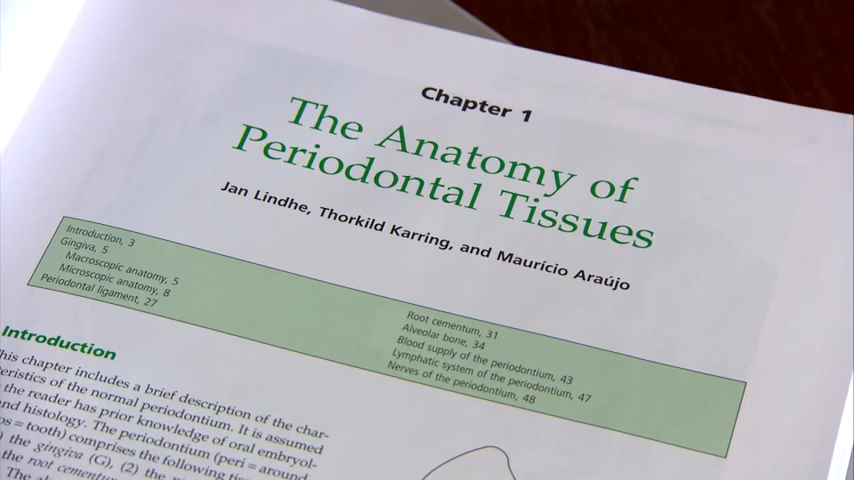 Chapter 1
The Anatomy of
Periodontal Tissues
Jan Lindhe, Thorkild Karring, and Maurício Araújo
Introduction, 3
Gingiva, 5
Macroscopic anatomy, 5
Microscopic anatomy, 8
Periodontal ligament, 27
Root cementum, 31
Alveolar bone, 34
Blood supply of the periodontium, 43
Lymphatic system of the periodontium, 47
Nerves of the periodontium, 48
Introduction
his chapter includes a brief description of the char-
eristics of the normal periodontium. It is assumed
the reader has prior knowledge of oral embryol-
nd histology. The periodontium (peri = around
os = tooth) comprises the following
) the gingiva (G), (2) the
the root
The